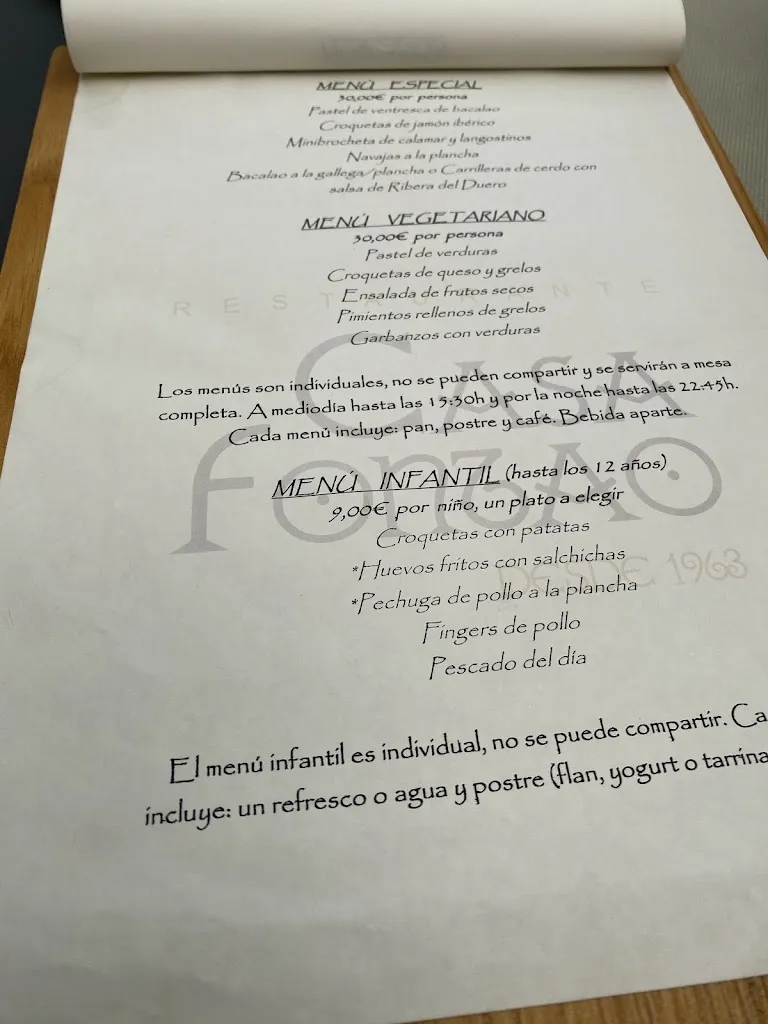 MENÚ ESPECIAL
30,00€ por persona
Pastel de ventresca de bacalao
Croquetas de jamón ibérico
Minibrocheta de calamar y langostinos
Navajas a la plancha
Bacalao a la gallega/plancha o Carrilleras de cerdo con
salsa de Ribera del Duero
MENÚ VEGETARIANO
30,00€ por persona
Pastel de verduras
Croquetas de queso y grelos
RESTAURANTE
Ensalada de frutos secos
Pimientos rellenos de grelos
Garbanzos con verduras
CASA
FONZAO
DESDE 1963
Los menús son individuales, no se pueden compartir y se servirán a mesa
completa. A mediodía hasta las 15:30h y por la noche hasta las 22:45h.
Cada menú incluye: pan, postre y café. Bebida aparte.
MENÚ INFANTIL (hasta los 12 años)
9,00€ por niño, un plato a elegir
Croquetas con patatas
*Huevos fritos con salchichas
*Pechuga de pollo a la plancha
Fingers de pollo
Pescado del día
El menú infantil es individual, no se puede compartir. Ca
incluye: un refresco o agua y postre (flan, yogurt o tarrina